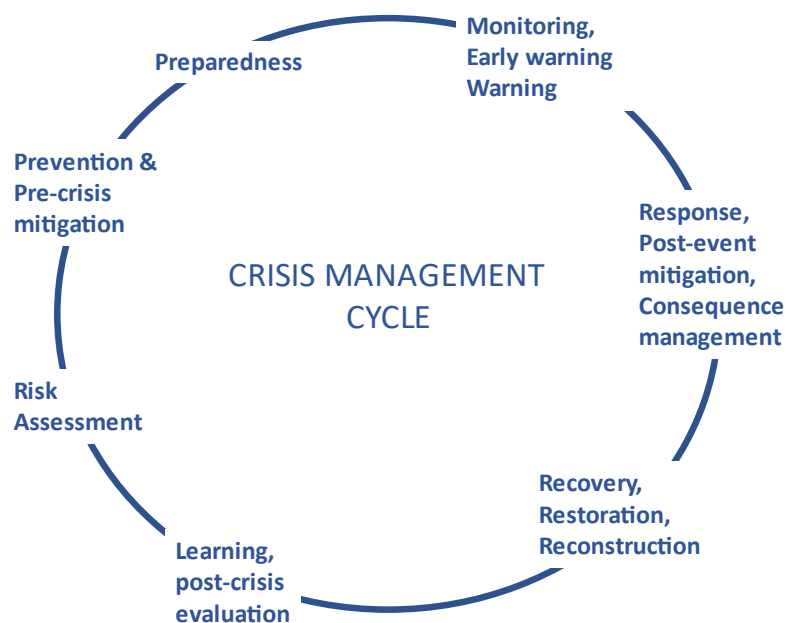 Monitoring,
Early warning
Warning
Preparedness
Prevention &
Pre-crisis
mitigation
Response,
Post-event
mitigation,
Consequence
management
CRISIS MANAGEMENT
CYCLE
Risk
Assessment
Recovery,
Restoration,
Reconstruction
Learning,
post-crisis
evaluation